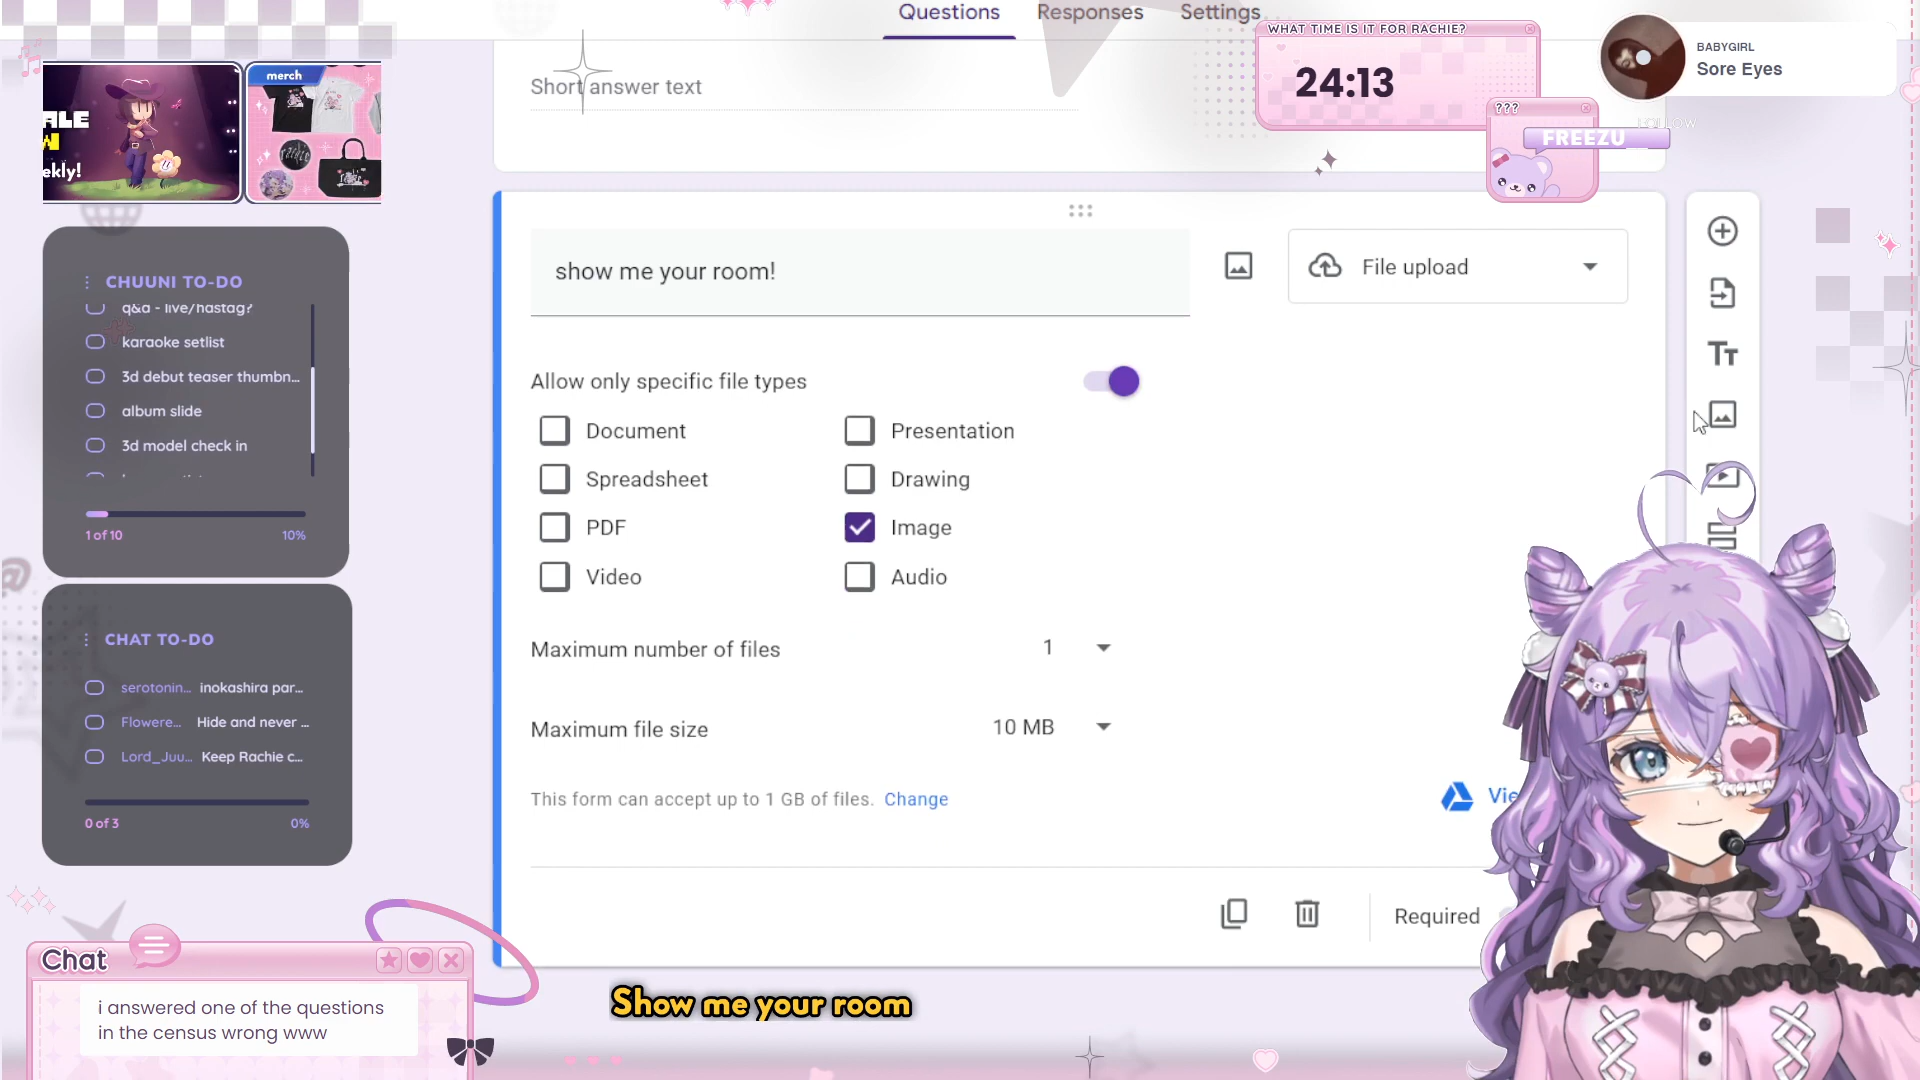 Questions
Responses
Settings
WHAT TIME IS IT FOR RACHIE?
24:13
BABYGIRL
Sore Eyes
???
FOLLOW
FREEZU
ALE
W
ekly!
merch
Short answer text
show me your room!
File upload
Allow only specific file types
Document
Presentation
Spreadsheet
Drawing
PDF
Image
Video
Audio
Maximum number of files
1
Maximum file size
10 MB
This form can accept up to 1 GB of files. Change
Vie
Required
CHUUNI TO-DO
q&a - live/hastag?
karaoke setlist
3d debut teaser thumbn...
album slide
3d model check in
1 of 10
10%
CHAT TO-DO
serotonin... inokashira par...
Flowere... Hide and never ...
Lord_Juu... Keep Rachie c...
0 of 3
0%
Chat
i answered one of the questions
in the census wrong www
Show me your room